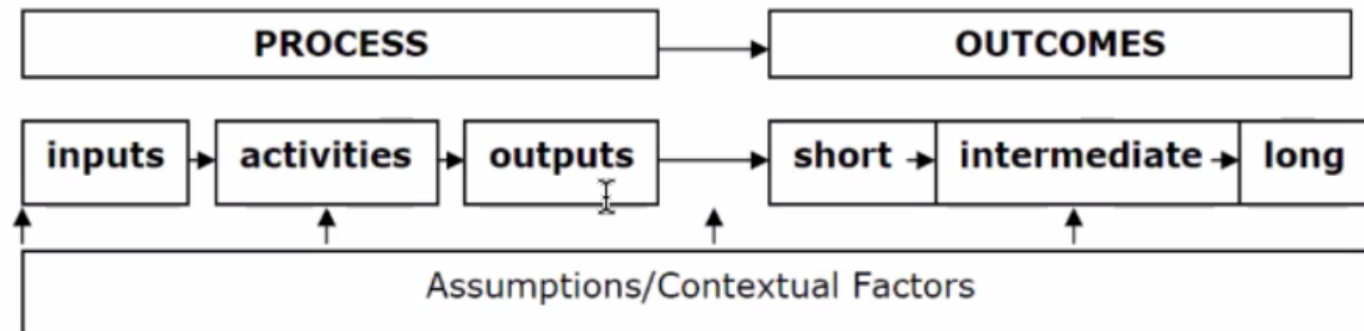 PROCESS OUTCOMES
inputs activities outputs short intermediate long
Assumptions/Contextual Factors